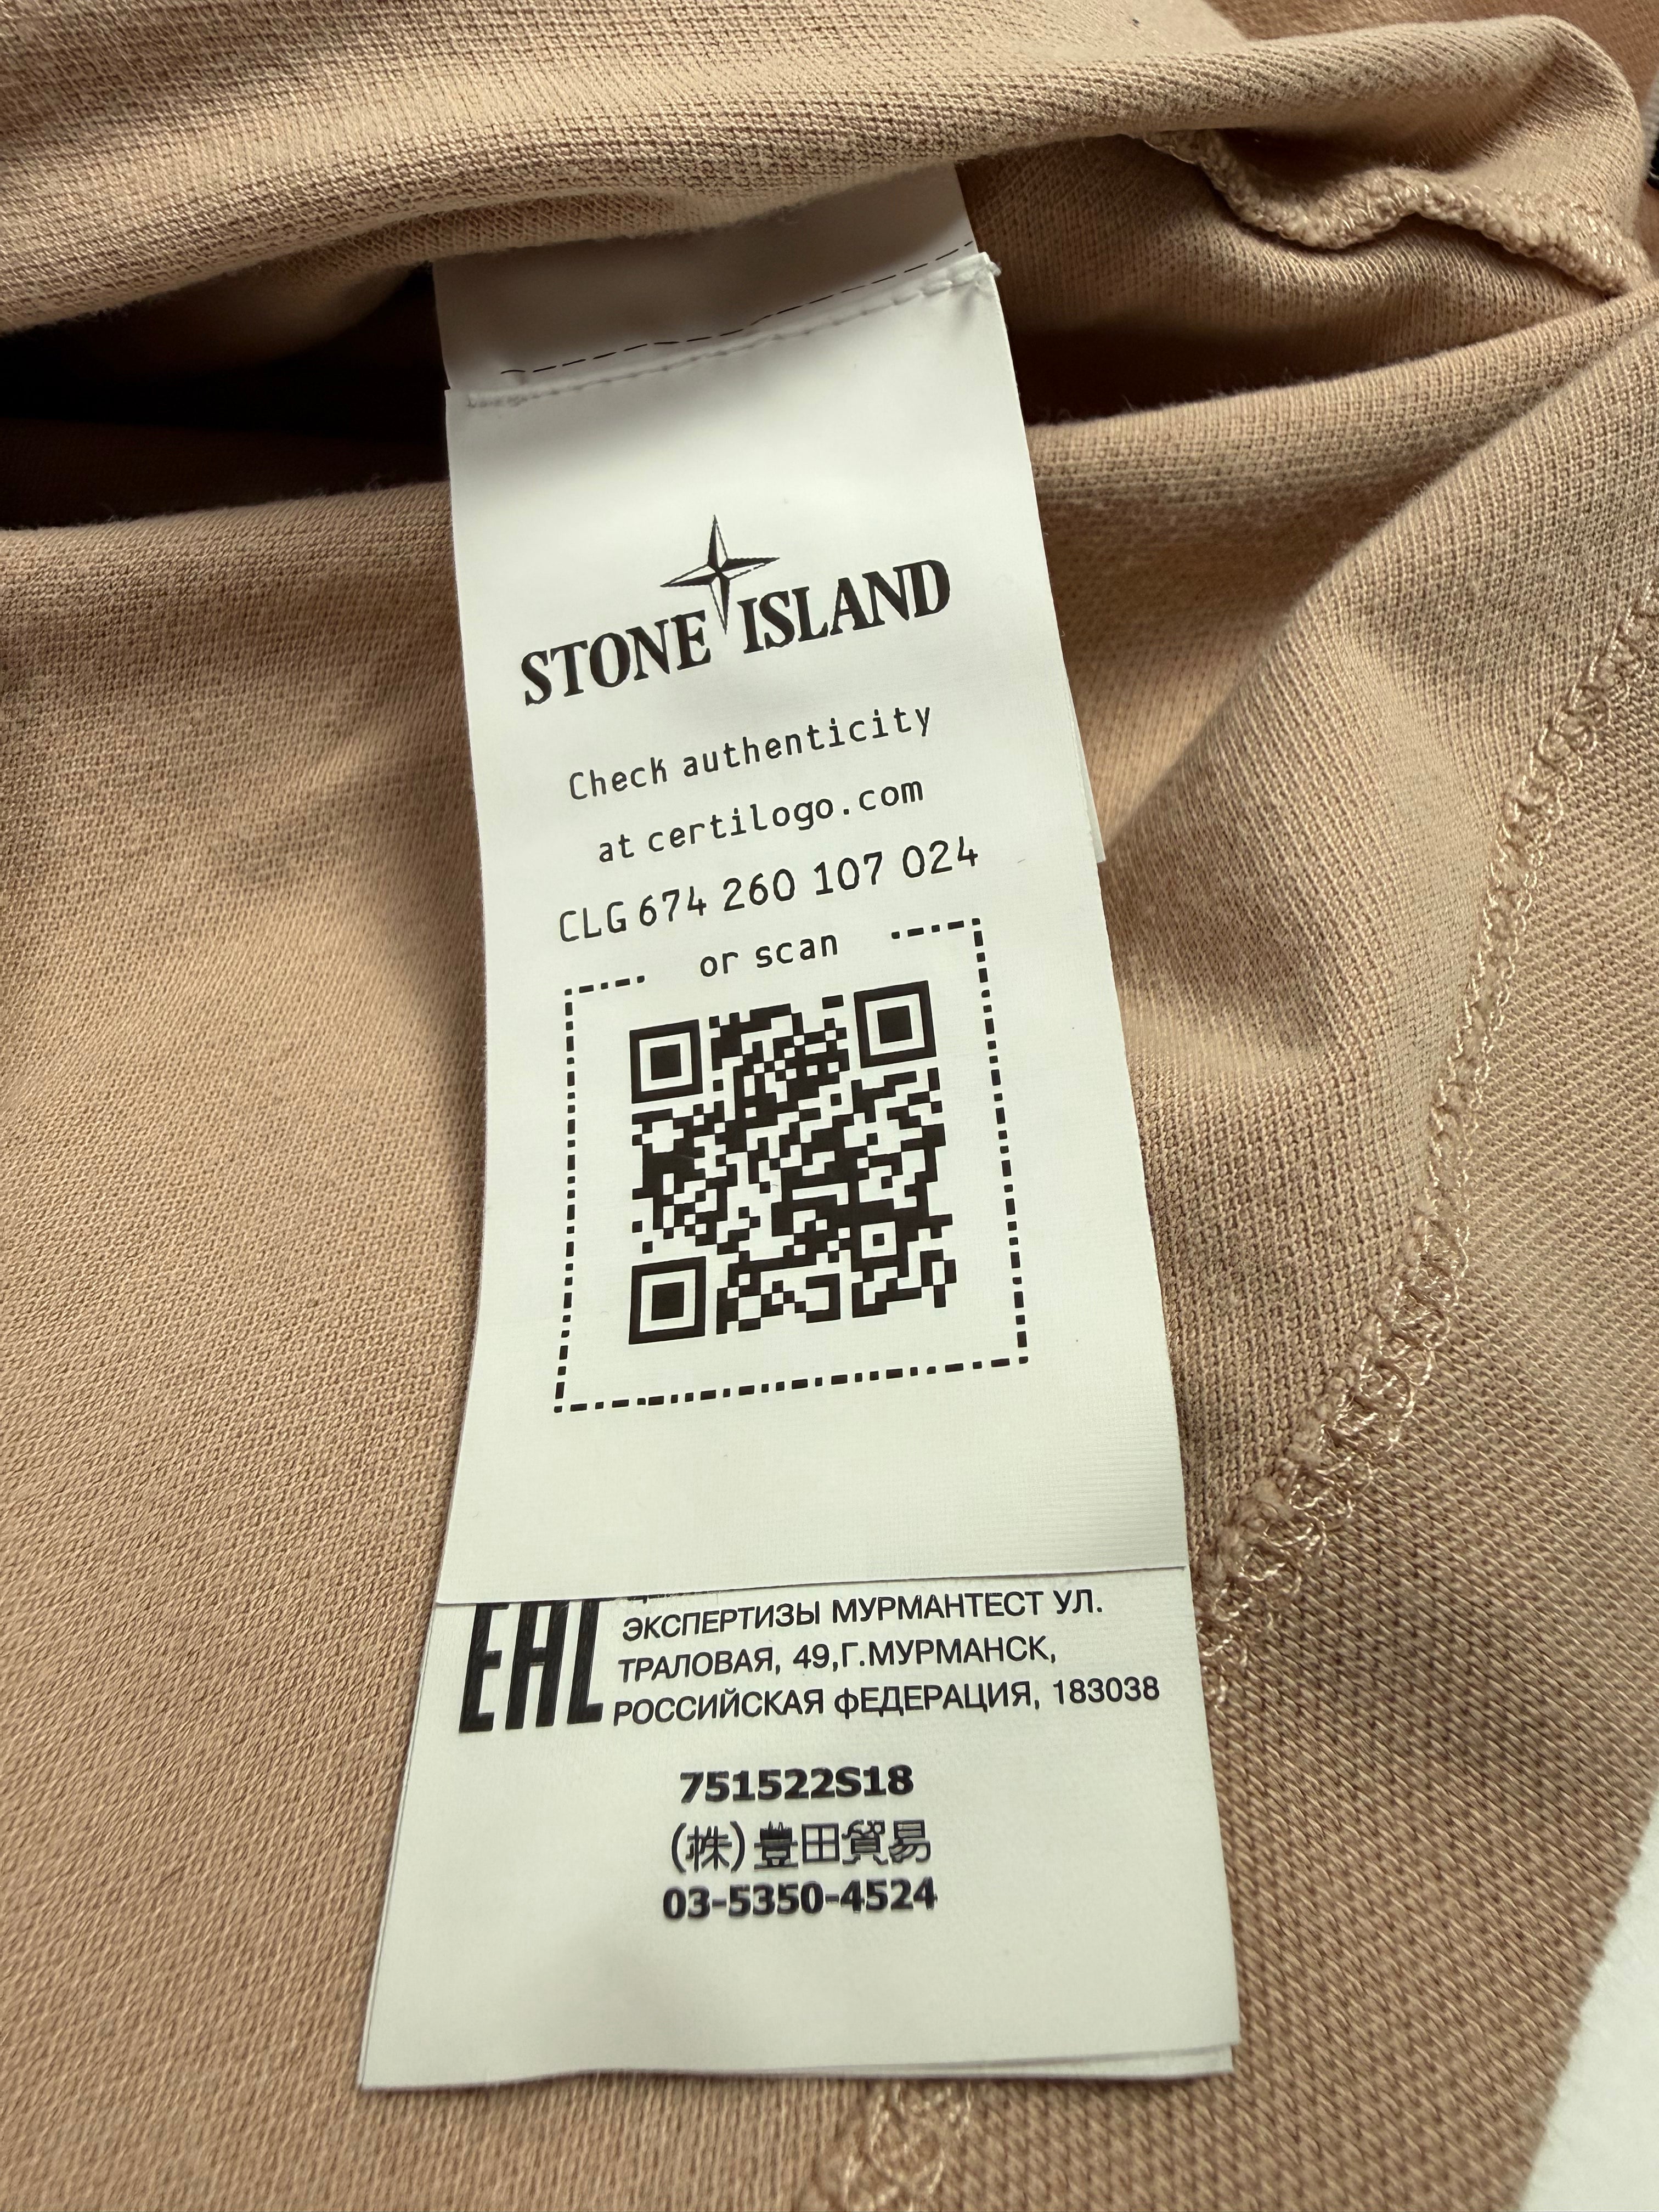 STONE ISLAND
Check authenticity
at certilogo.com
CLG 674 260 107 024
or scan
EAC
ЭКСПЕРТИЗЫ МУРМАНТЕСТ УЛ.
ТРАЛОВАЯ, 49,Г.МУРМАНСК,
РОССИЙСКАЯ ФЕДЕРАЦИЯ, 183038
751522S18
(株)豊田貿易
03-5350-4524